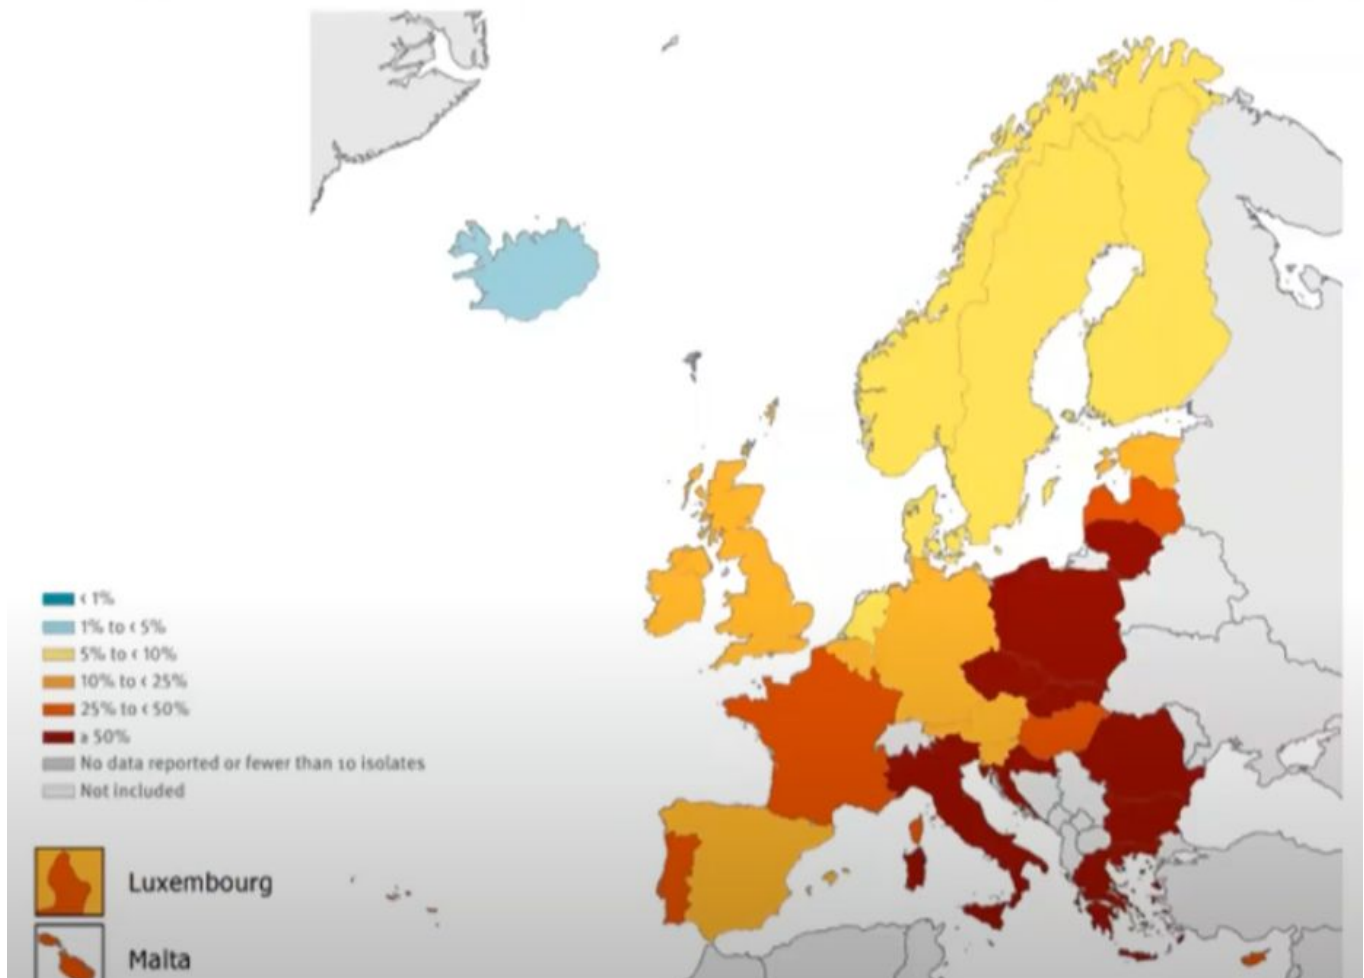 < 1%
1% to < 5%
5% to < 10%
10% to < 25%
25% to < 50%
≥ 50%
No data reported or fewer than 10 isolates
Not included
Luxembourg
Malta